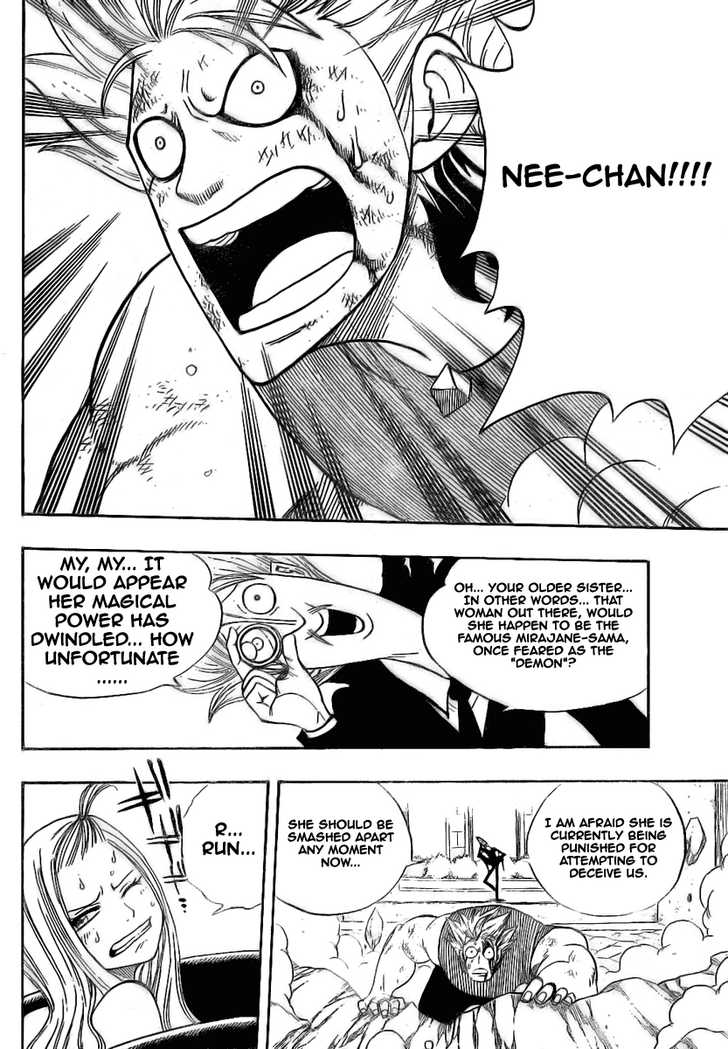 NEE-CHAN!!!!
OH... YOUR OLDER SISTER...
IN OTHER WORDS... THAT
WOMAN OUT THERE, WOULD
SHE HAPPEN TO BE THE
FAMOUS MIRAJANE-SAMA,
ONCE FEARED AS THE
"DEMON"?
MY, MY... IT
WOULD APPEAR
HER MAGICAL
POWER HAS
DWINDLED... HOW
UNFORTUNATE
......
I AM AFRAID SHE IS
CURRENTLY BEING
PUNISHED FOR
ATTEMPTING TO
DECEIVE US.
SHE SHOULD BE
SMASHED APART
ANY MOMENT
NOW...
R...
RUN...